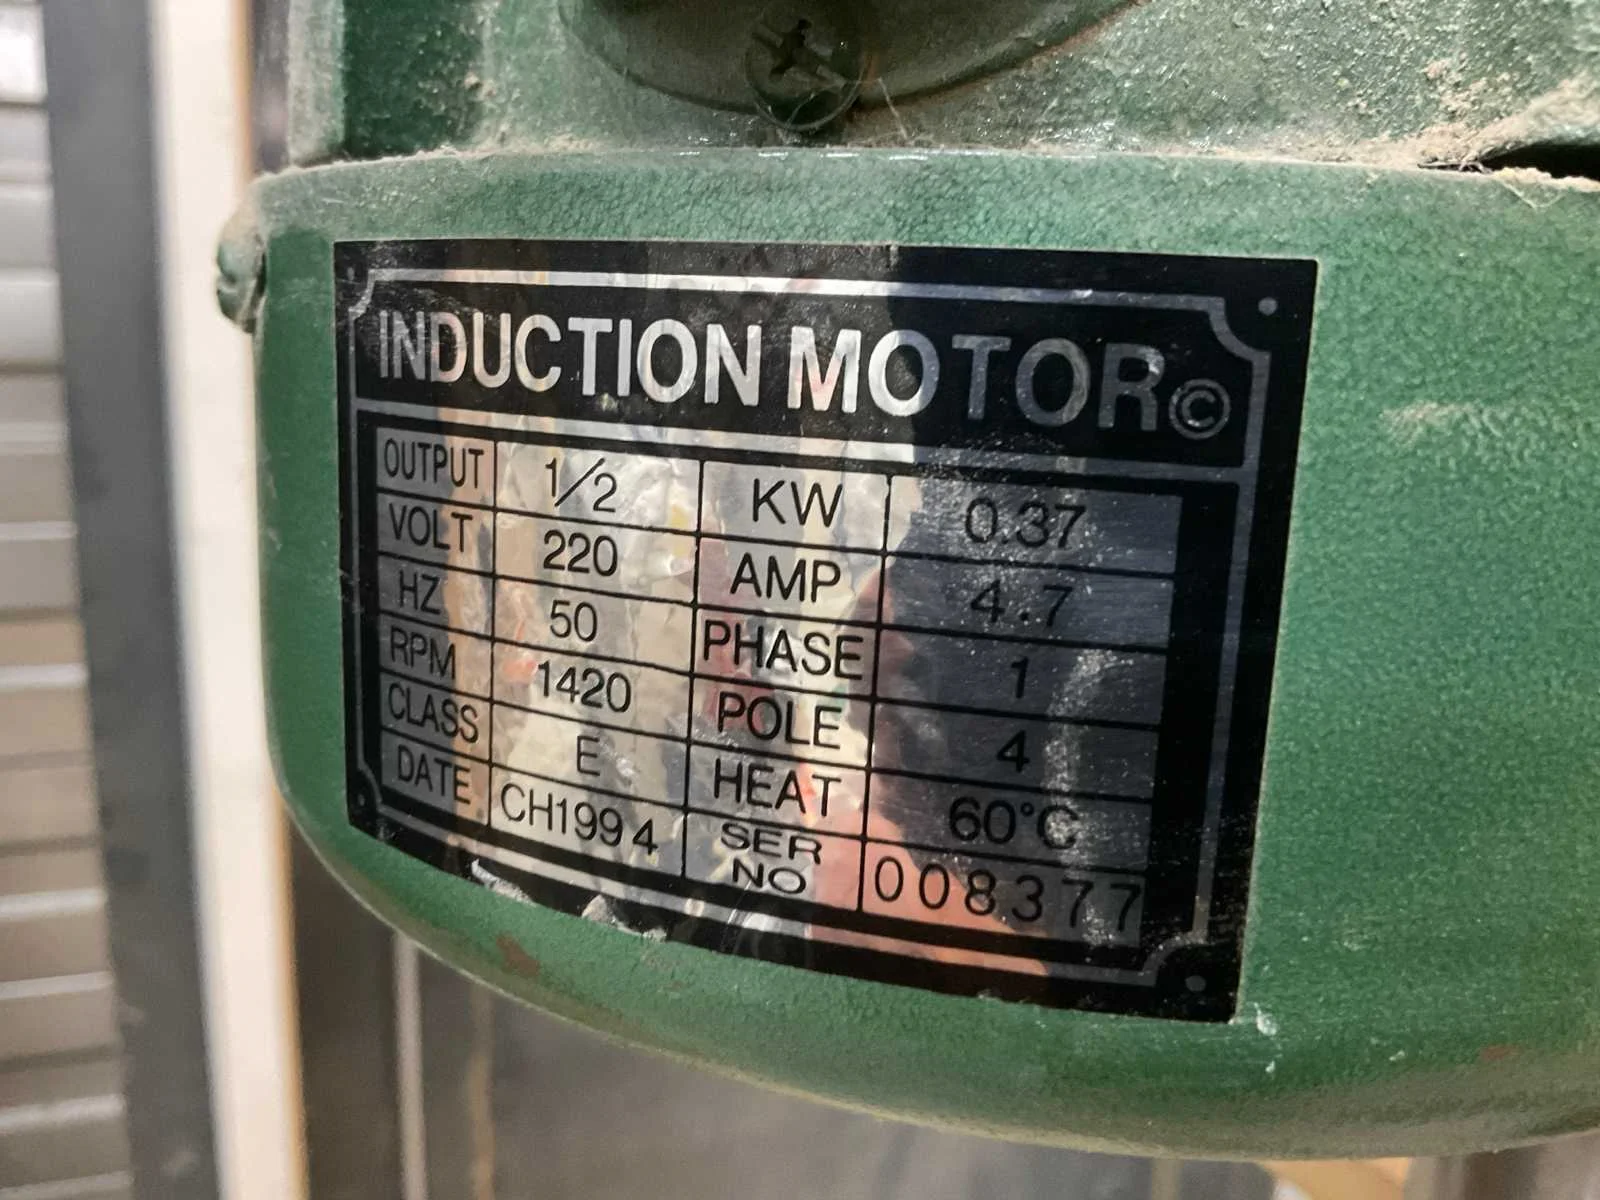 INDUCTION MOTOR ©
OUTPUT 1/2 KW 0.37
VOLT 220 AMP 4.7
HZ 50 PHASE 1
RPM 1420 POLE 4
CLASS E HEAT 60°C
DATE CH1994 SER NO 008377